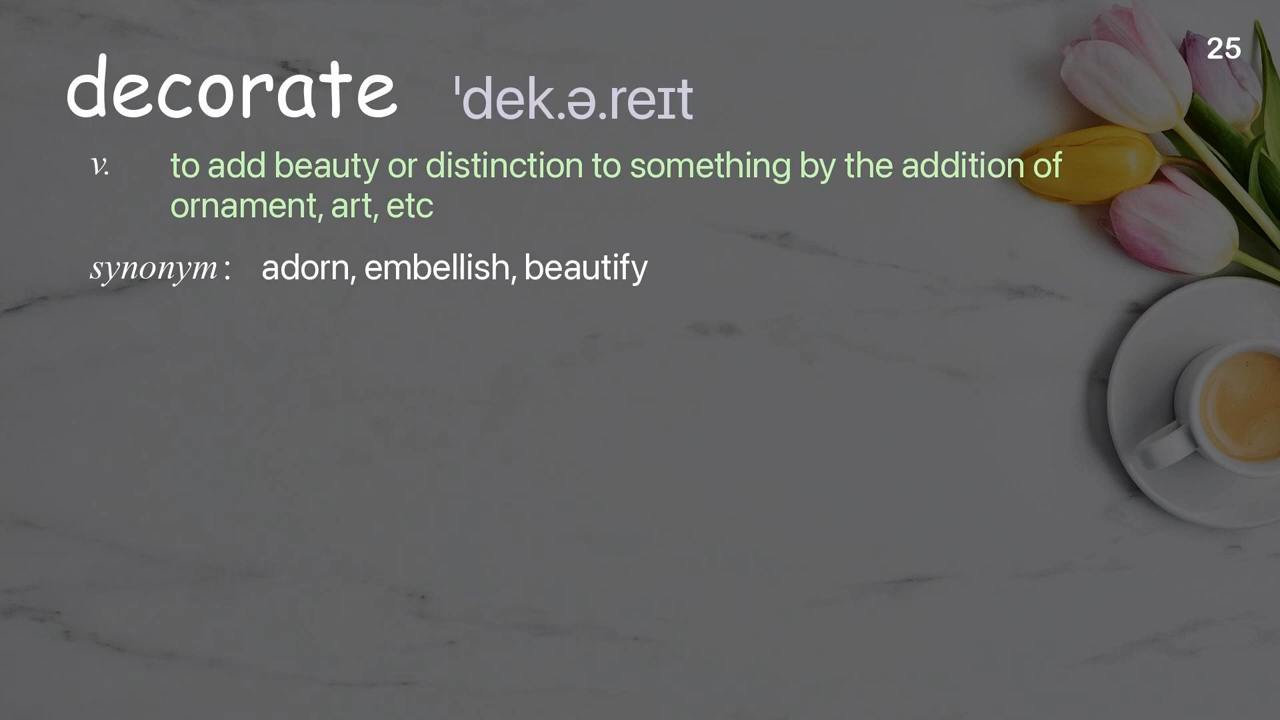 25
decorate ˈdek.ə.reɪt
v. to add beauty or distinction to something by the addition of
ornament, art, etc
synonym: adorn, embellish, beautify